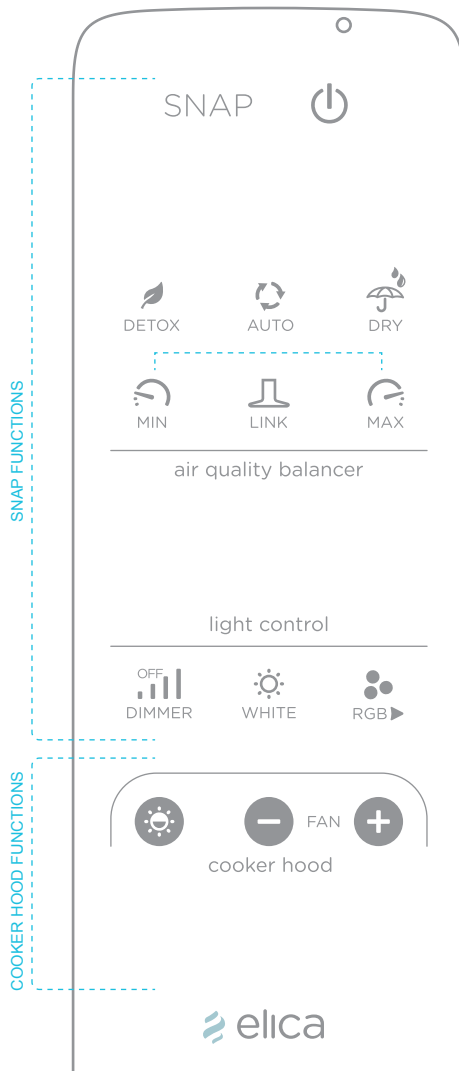 SNAP
DETOX AUTO DRY
MIN LINK MAX
air quality balancer
light control
OFF
DIMMER WHITE RGB
SNAP FUNCTIONS
FAN
cooker hood
COOKER HOOD FUNCTIONS
elica